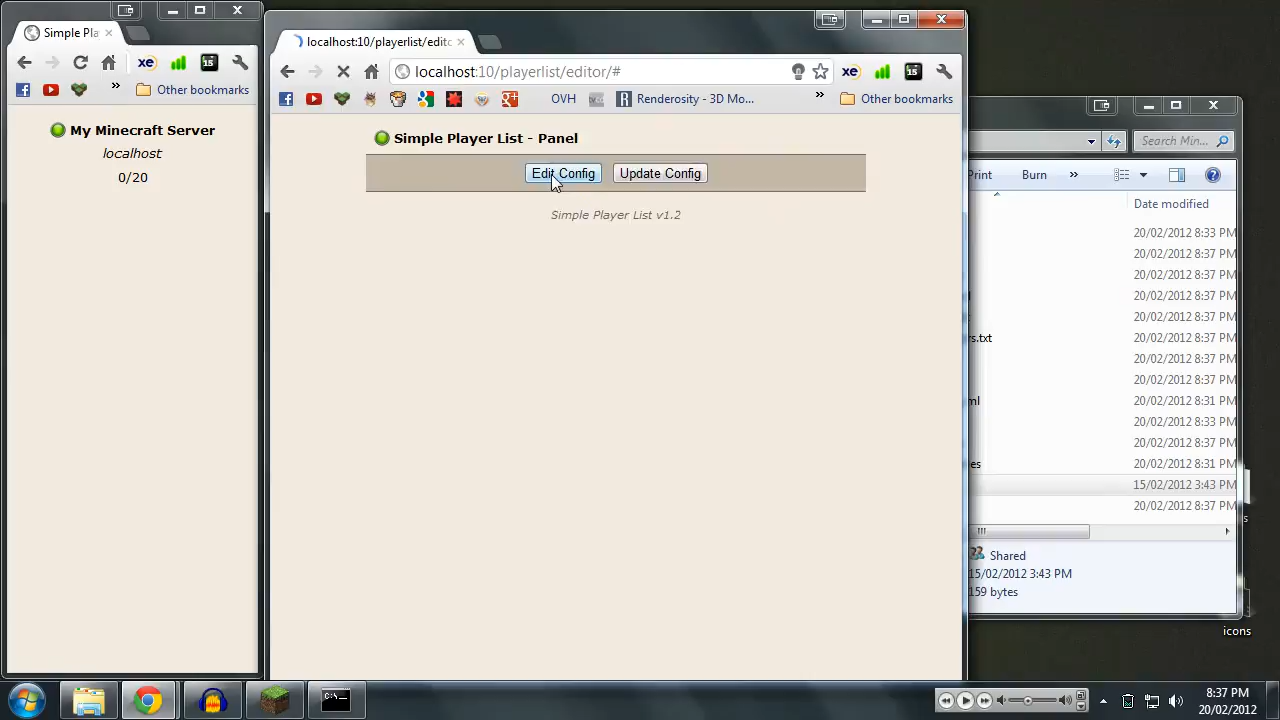 Simple Pla
Other bookmarks
My Minecraft Server
localhost
0/20
localhost:10/playerlist/edito
localhost:10/playerlist/editor/#
OVH
Renderosity - 3D Mo...
Other bookmarks
Simple Player List - Panel
Edit Config
Update Config
Simple Player List v1.2
Search Min...
Print
Burn
Date modified
20/02/2012 8:33 PM
20/02/2012 8:37 PM
20/02/2012 8:37 PM
20/02/2012 8:37 PM
20/02/2012 8:37 PM
rs.txt 20/02/2012 8:37 PM
20/02/2012 8:37 PM
20/02/2012 8:37 PM
ml 20/02/2012 8:31 PM
20/02/2012 8:33 PM
20/02/2012 8:37 PM
es 20/02/2012 8:31 PM
15/02/2012 3:43 PM
20/02/2012 8:37 PM
Shared
15/02/2012 3:43 PM
159 bytes
icons
8:37 PM
20/02/2012